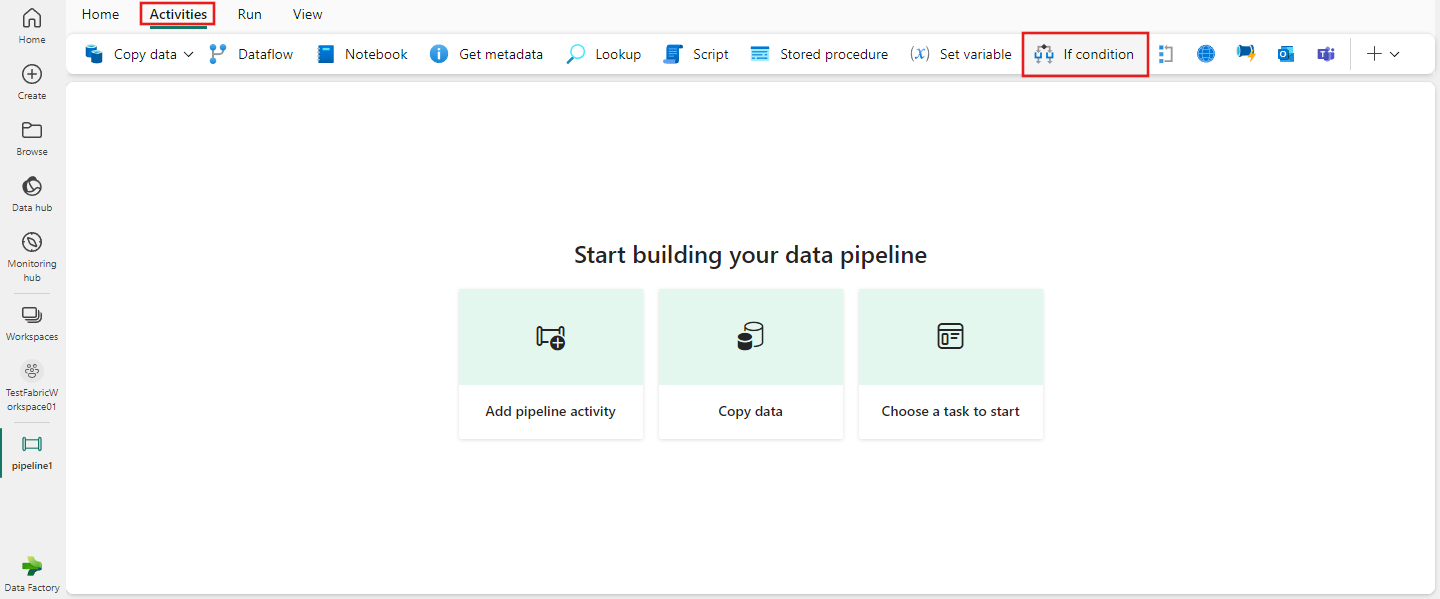 Home
Activities
Run
View
Copy data
Dataflow
Notebook
Get metadata
Lookup
Script
Stored procedure
(x) Set variable
If condition
Home
Create
Browse
Data hub
Monitoring
hub
Workspaces
TestFabricW
orkspace01
pipeline1
Data Factory
Start building your data pipeline
Add pipeline activity
Copy data
Choose a task to start